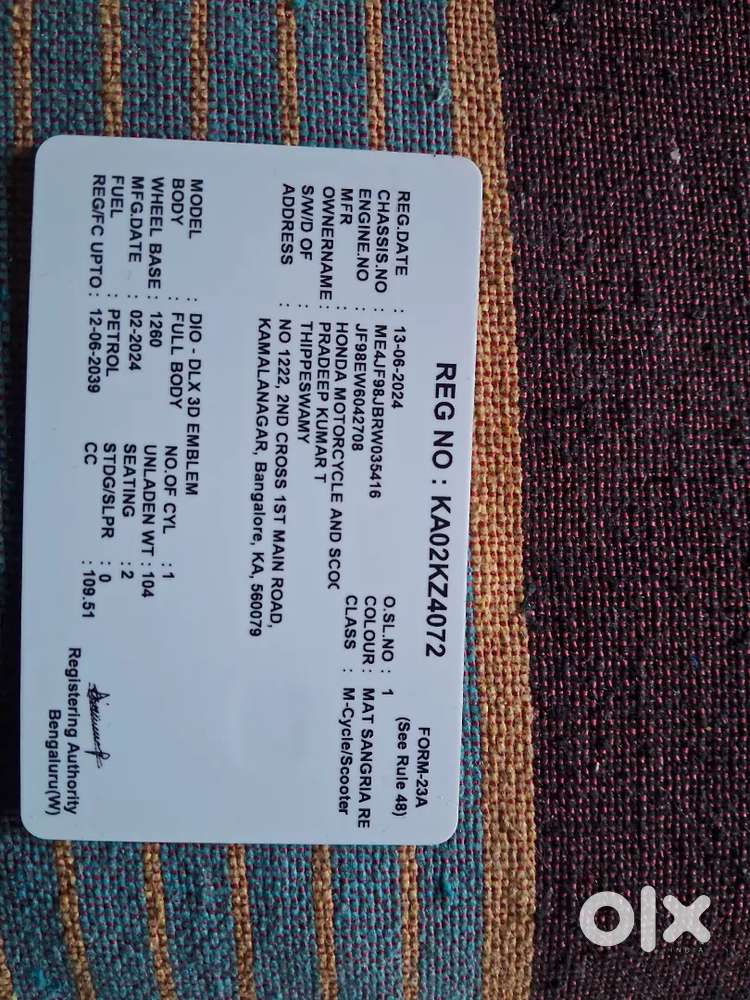 FORM-23A
(See Rule 48)
REG NO : KA02KZ4072
REG.DATE : 13-06-2024 O.SL.NO : 1
CHASSIS.NO : ME4JF98JBRW035416 COLOUR : MAT SANGRIA RE
ENGINE.NO : JF98EW6042708 CLASS : M-Cycle/Scooter
MFR : HONDA MOTORCYCLE AND SCOO
OWNERNAME : PRADEEP KUMAR T
S/W/D OF : THIPPESWAMY
ADDRESS : NO 1222, 2ND CROSS 1ST MAIN ROAD,
KAMALANAGAR, Bangalore, KA, 560079
MODEL : DIO - DLX 3D EMBLEM
BODY : FULL BODY NO.OF CYL : 1
WHEEL BASE : 1260 UNLADEN WT : 104
MFG.DATE : 02-2024 SEATING : 2
FUEL : PETROL STDG/SLPR : 0
REG/FC UPTO : 12-06-2039 CC : 109.51
Registering Authority
Bengaluru(W)
olx
INDIA